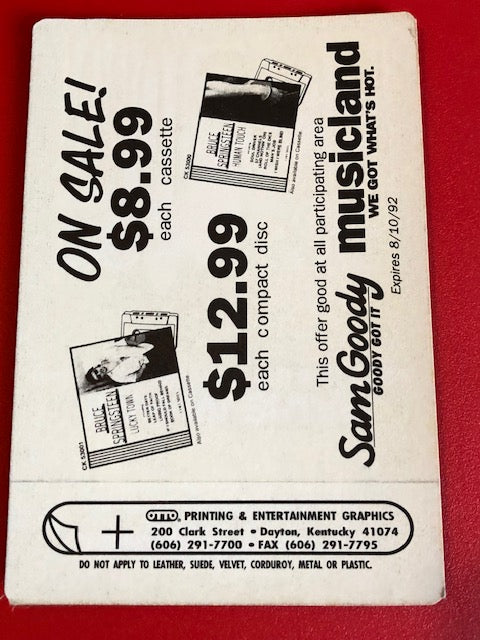 ON SALE!
$8.99
each cassette
CK 53000
BRUCE
SPRINGSTEEN
HUMAN TOUCH
Also available on Cassette
$12.99
each compact disc
CK 53001
BRUCE
SPRINGSTEEN
LUCKY TOWN
Also available on Cassette
This offer good at all participating area
Sam Goody musicland
GOODY GOT IT WE GOT WHAT'S HOT.
Expires 8/10/92
OTTO PRINTING & ENTERTAINMENT GRAPHICS
200 Clark Street • Dayton, Kentucky 41074
(606) 291-7700 • FAX (606) 291-7795
DO NOT APPLY TO LEATHER, SUEDE, VELVET, CORDUROY, METAL OR PLASTIC.